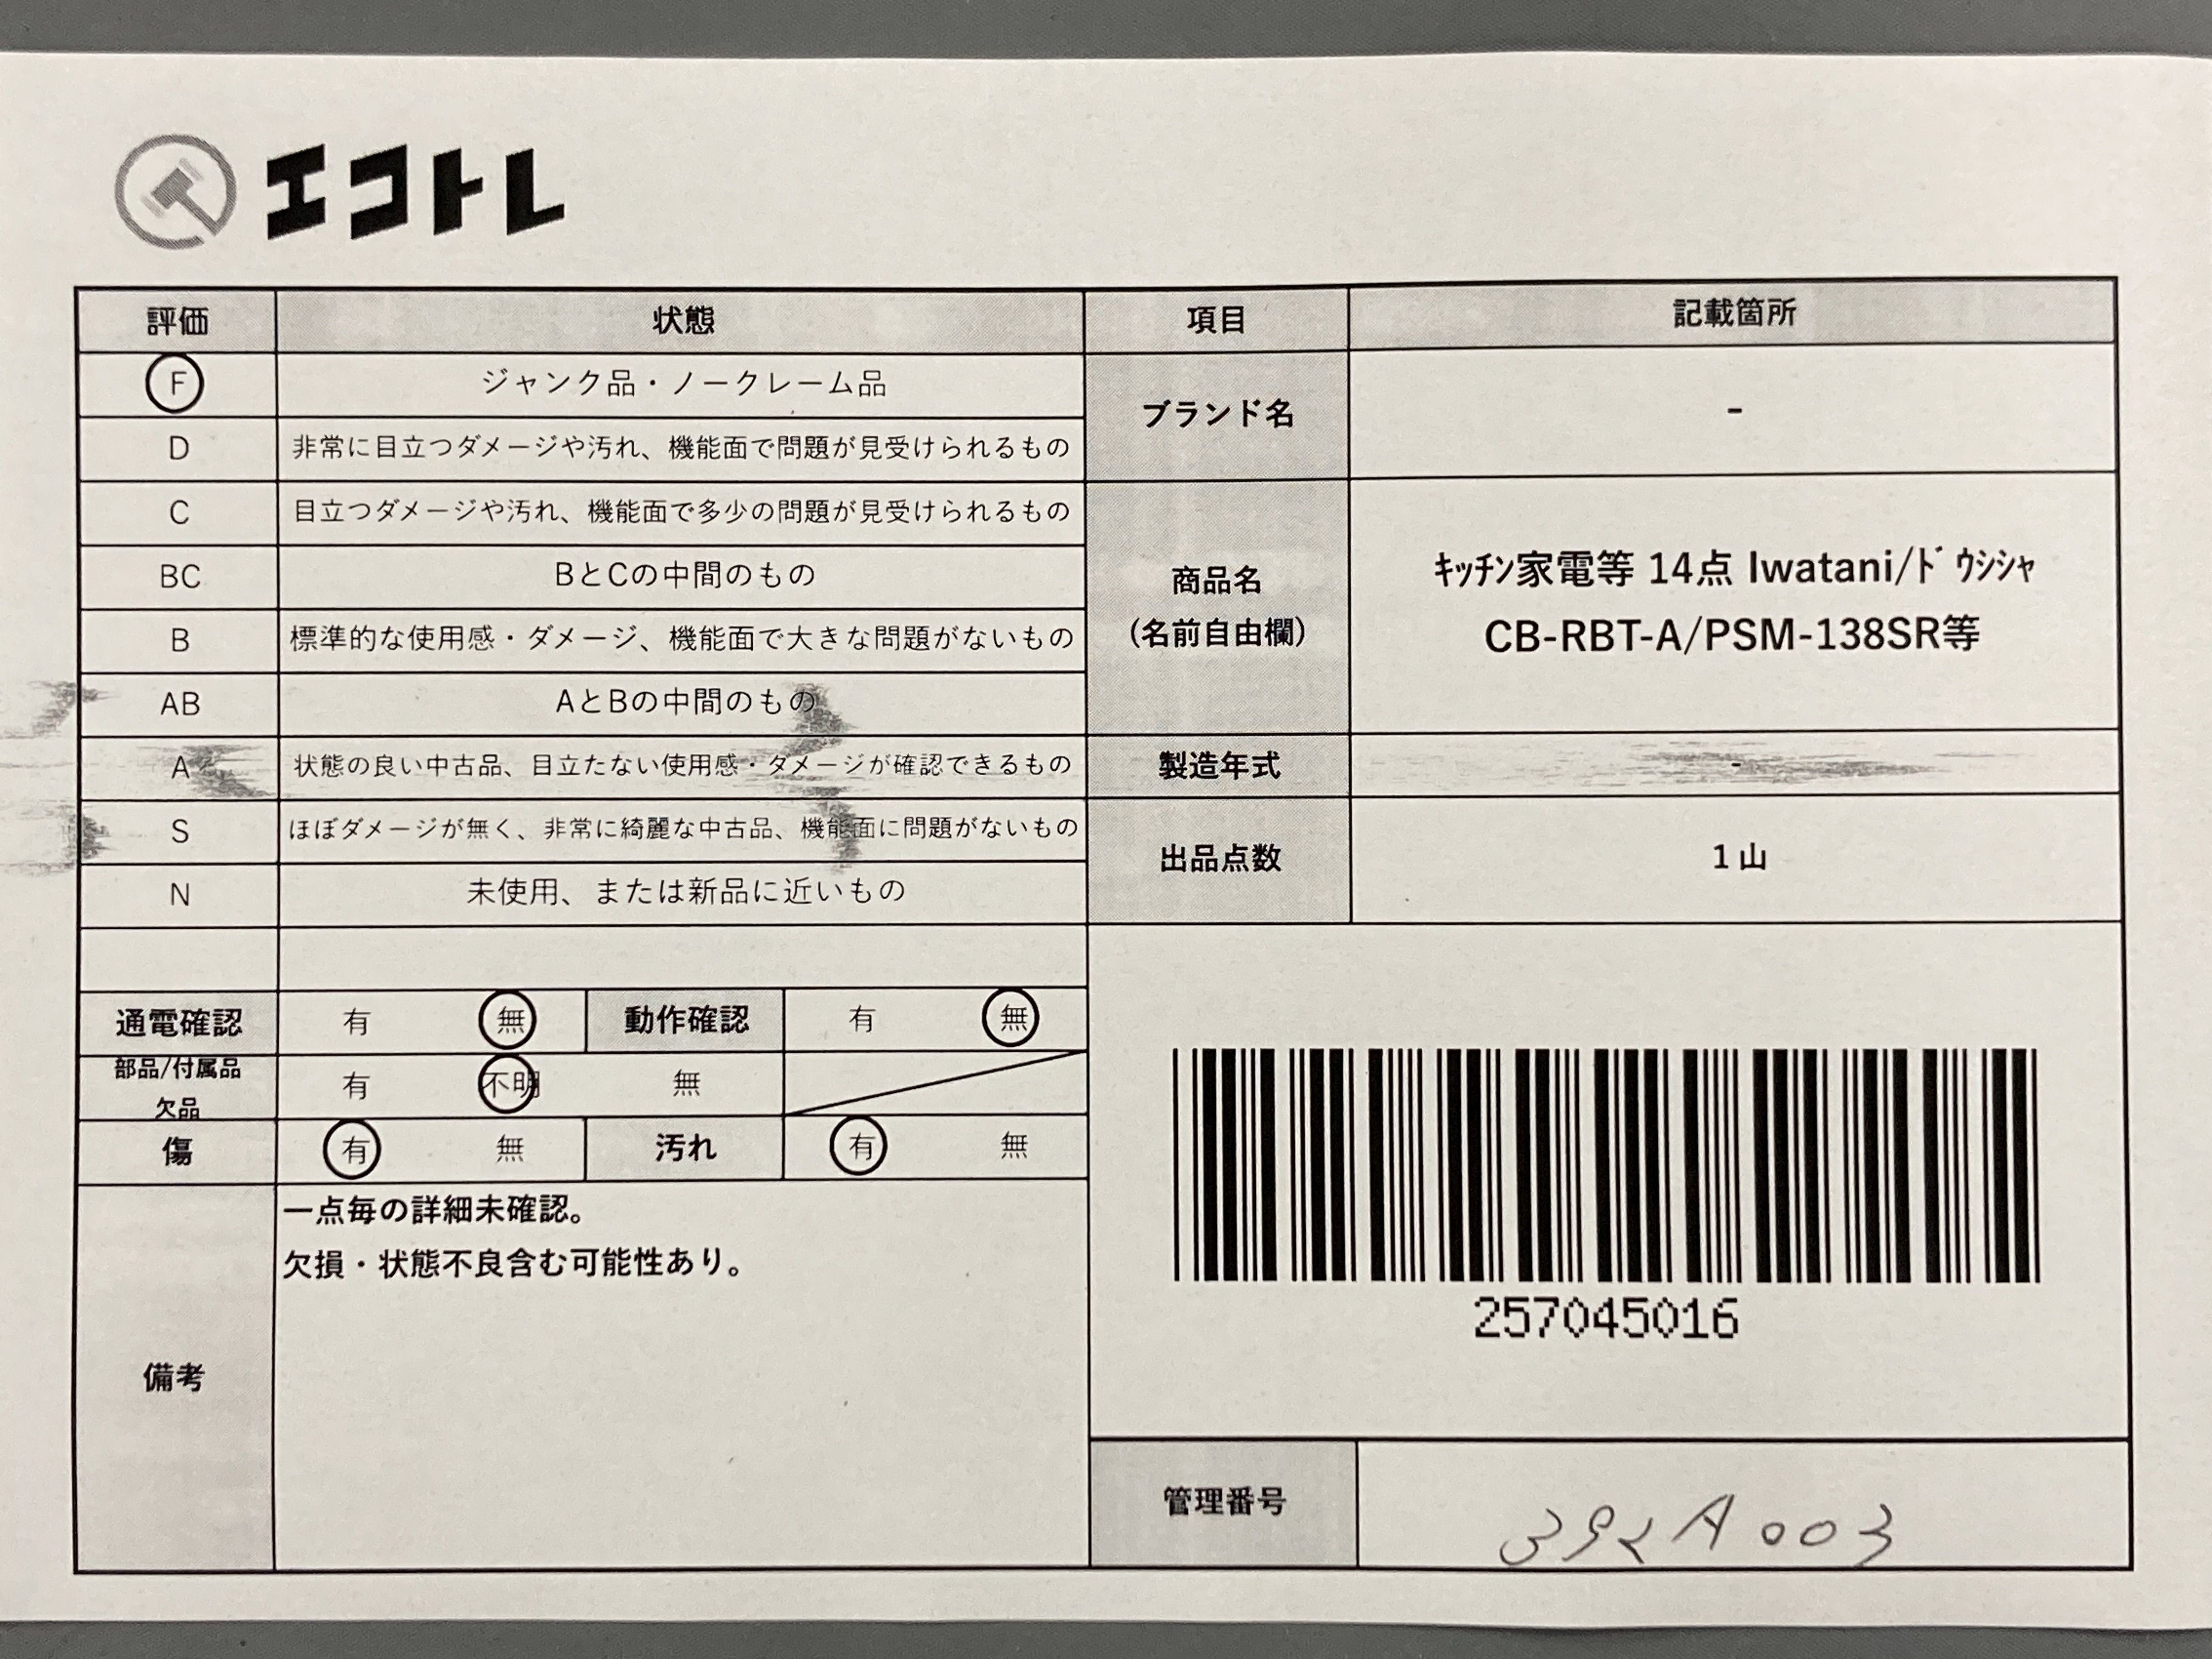 エコトレ
評価 状態 項目 記載箇所
F ジャンク品・ノークレーム品
D 非常に目立つダメージや汚れ、機能面で問題が見受けられるもの
ブランド名 -
C 目立つダメージや汚れ、機能面で多少の問題が見受けられるもの
BC BとCの中間のもの
B 標準的な使用感・ダメージ、機能面で大きな問題がないもの
AB AとBの中間のもの
商品名
(名前自由欄)
ｷｯﾁﾝ家電等 14点 Iwatani/ﾄﾞｳｼｼｬ
CB-RBT-A/PSM-138SR等
A 状態の良い中古品、目立たない使用感・ダメージが確認できるもの
製造年式 -
S ほぼダメージが無く、非常に綺麗な中古品、機能面に問題がないもの
N 未使用、または新品に近いもの
出品点数 1山
通電確認 有 無 動作確認 有 無
部品/付属品
欠品
有 不明 無
傷 有 無 汚れ 有 無
備考
一点毎の詳細未確認。
欠損・状態不良含む可能性あり。
257045016
管理番号 392A003